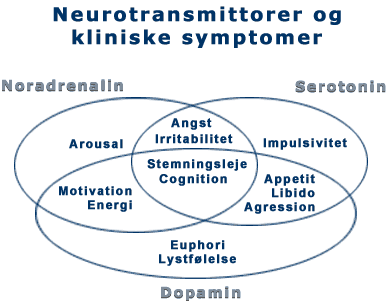 Neurotransmittorer og
kliniske symptomer
Noradrenalin
Serotonin
Angst
Irritabilitet
Arousal
Impulsivitet
Stemningsleje
Cognition
Motivation
Energi
Appetit
Libido
Agression
Euphori
Lystfølelse
Dopamin